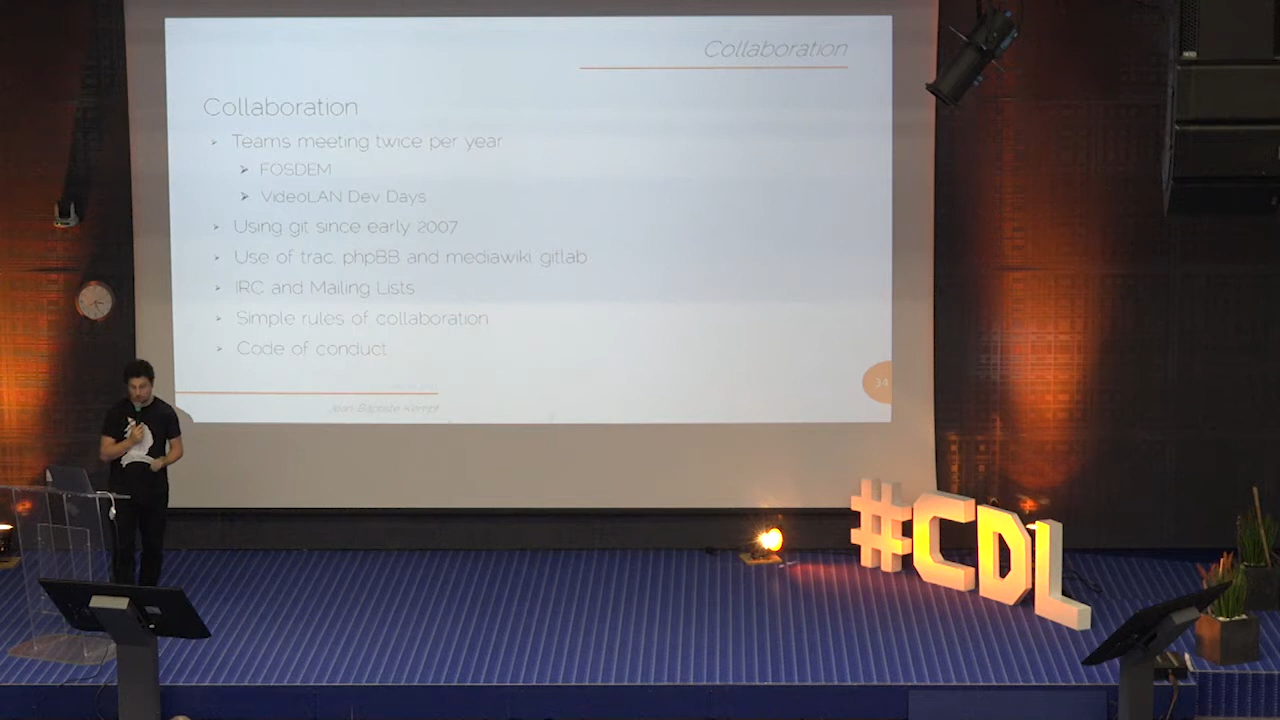 Collaboration
Collaboration
➢ Teams meeting twice per year
➢ FOSDEM
➢ VideoLAN Dev Days
➢ Using git since early 2007
➢ Use of trac, phpBB and mediawiki, gitlab
➢ IRC and Mailing Lists
➢ Simple rules of collaboration
➢ Code of conduct
34
Jean-Baptiste Kempf
#CDL